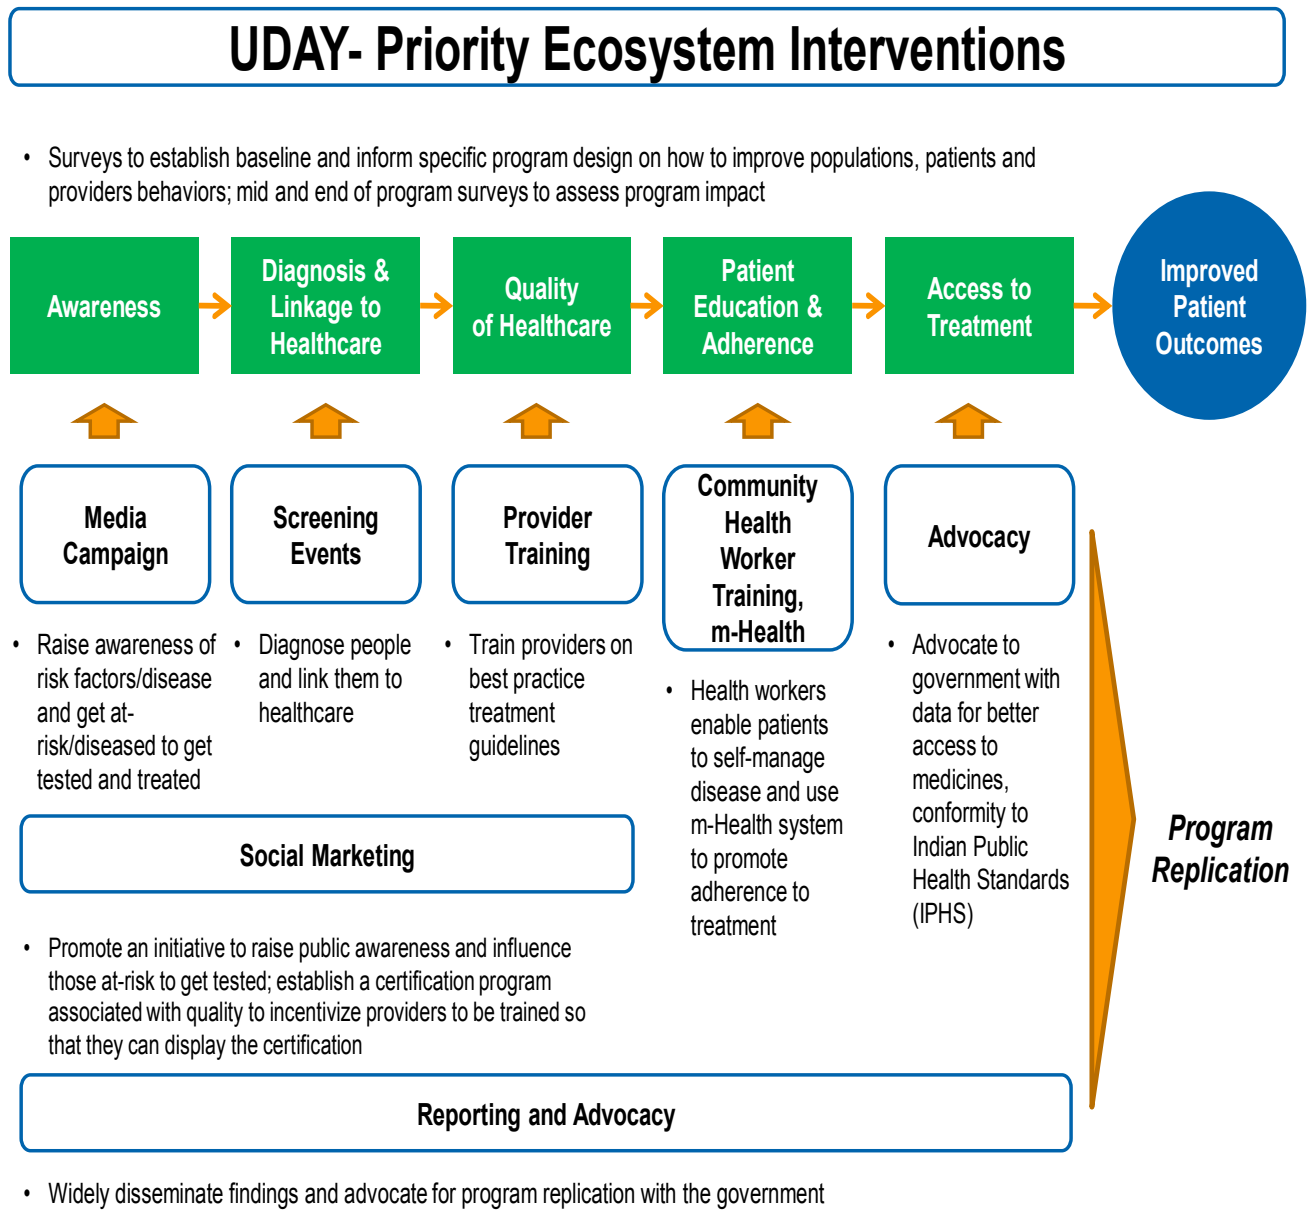 UDAY- Priority Ecosystem Interventions
• Surveys to establish baseline and inform specific program design on how to improve populations, patients and
providers behaviors; mid and end of program surveys to assess program impact
Awareness
Diagnosis &
Linkage to
Healthcare
Quality
of Healthcare
Patient
Education &
Adherence
Access to
Treatment
Improved
Patient
Outcomes
Media
Campaign
Screening
Events
Provider
Training
Community
Health
Worker
Training,
m-Health
Advocacy
• Raise awareness of
risk factors/disease
and get at-
risk/diseased to get
tested and treated
• Diagnose people
and link them to
healthcare
• Train providers on
best practice
treatment
guidelines
• Health workers
enable patients
to self-manage
disease and use
m-Health system
to promote
adherence to
treatment
• Advocate to
government with
data for better
access to
medicines,
conformity to
Indian Public
Health Standards
(IPHS)
Program
Replication
Social Marketing
• Promote an initiative to raise public awareness and influence
those at-risk to get tested; establish a certification program
associated with quality to incentivize providers to be trained so
that they can display the certification
Reporting and Advocacy
• Widely disseminate findings and advocate for program replication with the government